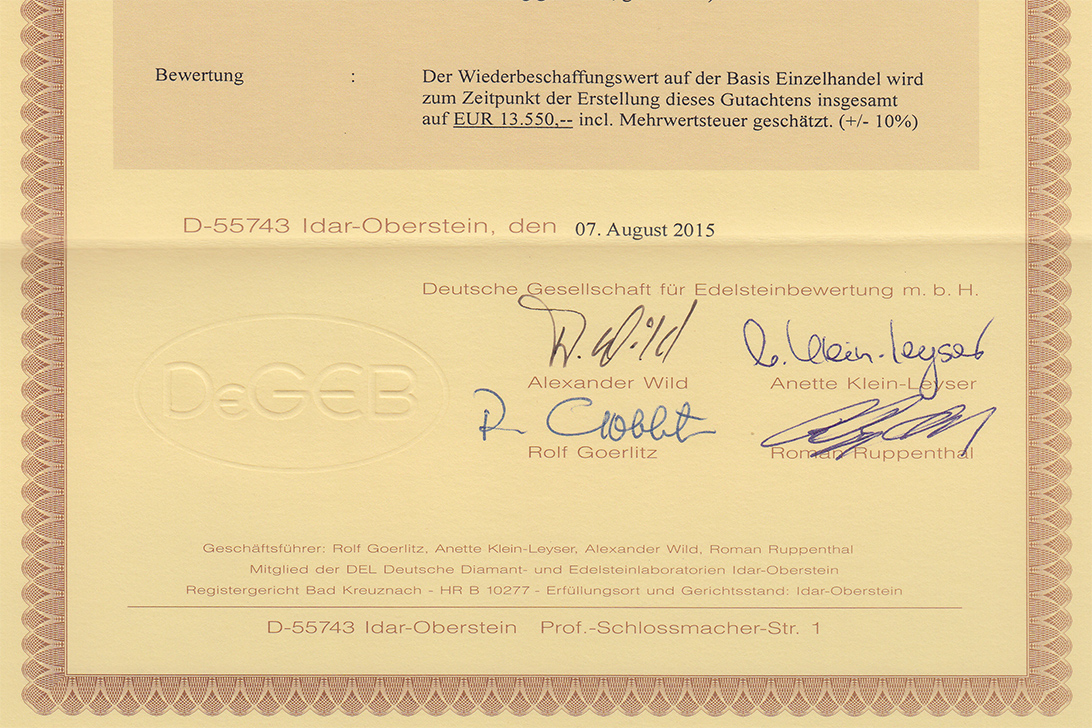 Bewertung : Der Wiederbeschaffungswert auf der Basis Einzelhandel wird
zum Zeitpunkt der Erstellung dieses Gutachtens insgesamt
auf EUR 13.550,-- incl. Mehrwertsteuer geschätzt. (+/- 10%)
D-55743 Idar-Oberstein, den 07. August 2015
Deutsche Gesellschaft für Edelsteinbewertung m. b. H.
A. Wild A. Klein-Leyser
Alexander Wild Anette Klein-Leyser
DeGEB
Rolf Goerlitz Roman Ruppenthal
Geschäftsführer: Rolf Goerlitz, Anette Klein-Leyser, Alexander Wild, Roman Ruppenthal
Mitglied der DEL Deutsche Diamant- und Edelsteinlaboratorien Idar-Oberstein
Registergericht Bad Kreuznach - HR B 10277 - Erfüllungsort und Gerichtsstand: Idar-Oberstein
D-55743 Idar-Oberstein Prof.-Schlossmacher-Str. 1